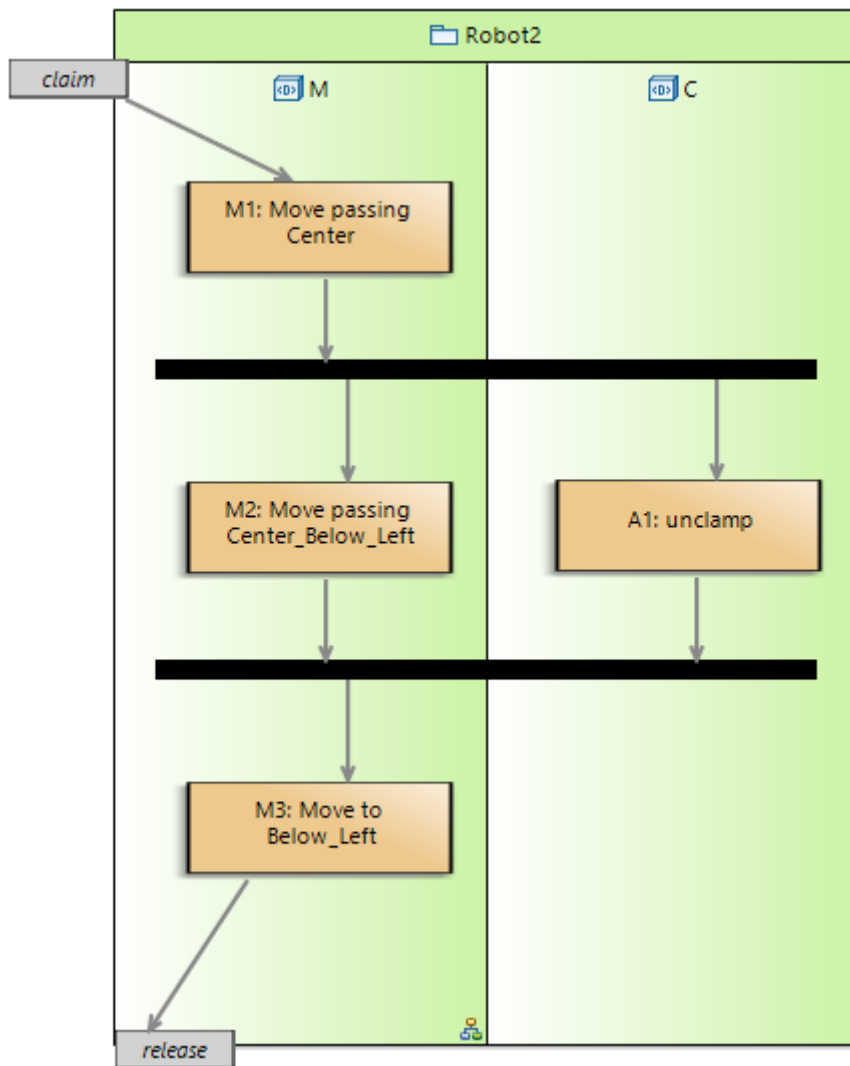 Robot2
claim
M
C
M1: Move passing
Center
M2: Move passing
Center_Below_Left
A1: unclamp
M3: Move to
Below_Left
release